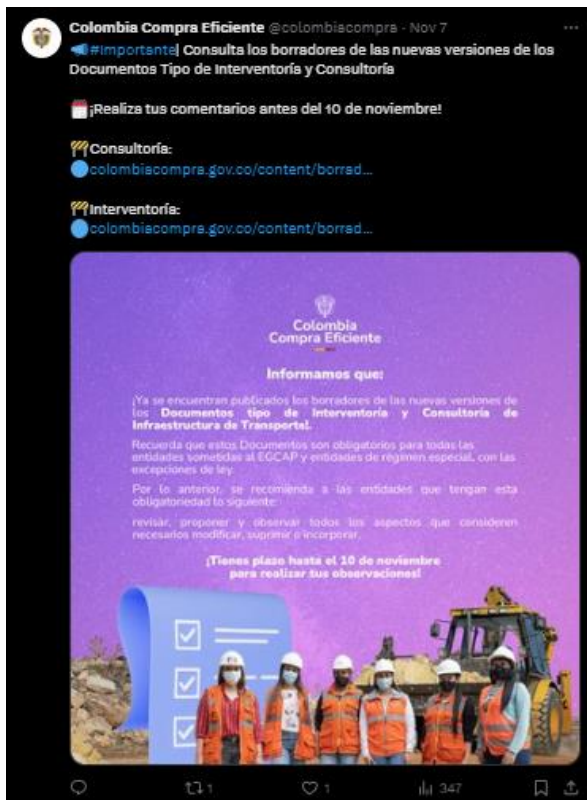 Colombia Compra Eficiente @colombiacompra · Nov 7
#Importante| Consulta los borradores de las nuevas versiones de los
Documentos Tipo de Interventoría y Consultoría
¡Realiza tus comentarios antes del 10 de noviembre!
Consultoría:
colombiacompra.gov.co/content/borrad...
Interventoría:
colombiacompra.gov.co/content/borrad...
Colombia
Compra Eficiente
Informamos que:
¡Ya se encuentran publicados los borradores de las nuevas versiones de
los Documentos tipo de Interventoría y Consultoría de
Infraestructura de Transporte!.
Recuerda que estos Documentos son obligatorios para todas las
entidades sometidas al EGCAP y entidades de régimen especial, con las
excepciones de ley.
Por lo anterior, se recomienda a las entidades que tengan esta
obligatoriedad lo siguiente:
revisar, proponer y observar todos los aspectos que consideren
necesarios modificar, suprimir o incorporar.
¡Tienes plazo hasta el 10 de noviembre
para realizar tus observaciones!
1
1
347